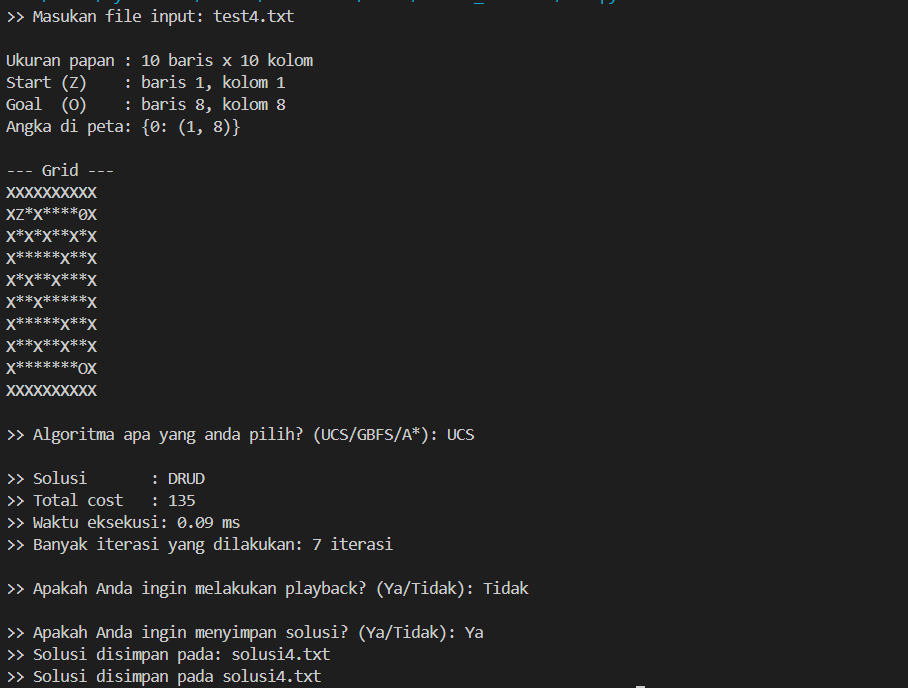 >> Masukan file input: test4.txt
Ukuran papan : 10 baris x 10 kolom
Start (Z)    : baris 1, kolom 1
Goal  (O)    : baris 8, kolom 8
Angka di peta: {0: (1, 8)}
--- Grid ---
XXXXXXXXXX
XZ*X****0X
X*X*X**X*X
X*****X**X
X*X**X***X
X**X*****X
X*****X**X
X**X**X**X
X*******OX
XXXXXXXXXX
>> Algoritma apa yang anda pilih? (UCS/GBFS/A*): UCS
>> Solusi       : DRUD
>> Total cost   : 135
>> Waktu eksekusi: 0.09 ms
>> Banyak iterasi yang dilakukan: 7 iterasi
>> Apakah Anda ingin melakukan playback? (Ya/Tidak): Tidak
>> Apakah Anda ingin menyimpan solusi? (Ya/Tidak): Ya
>> Solusi disimpan pada: solusi4.txt
>> Solusi disimpan pada solusi4.txt